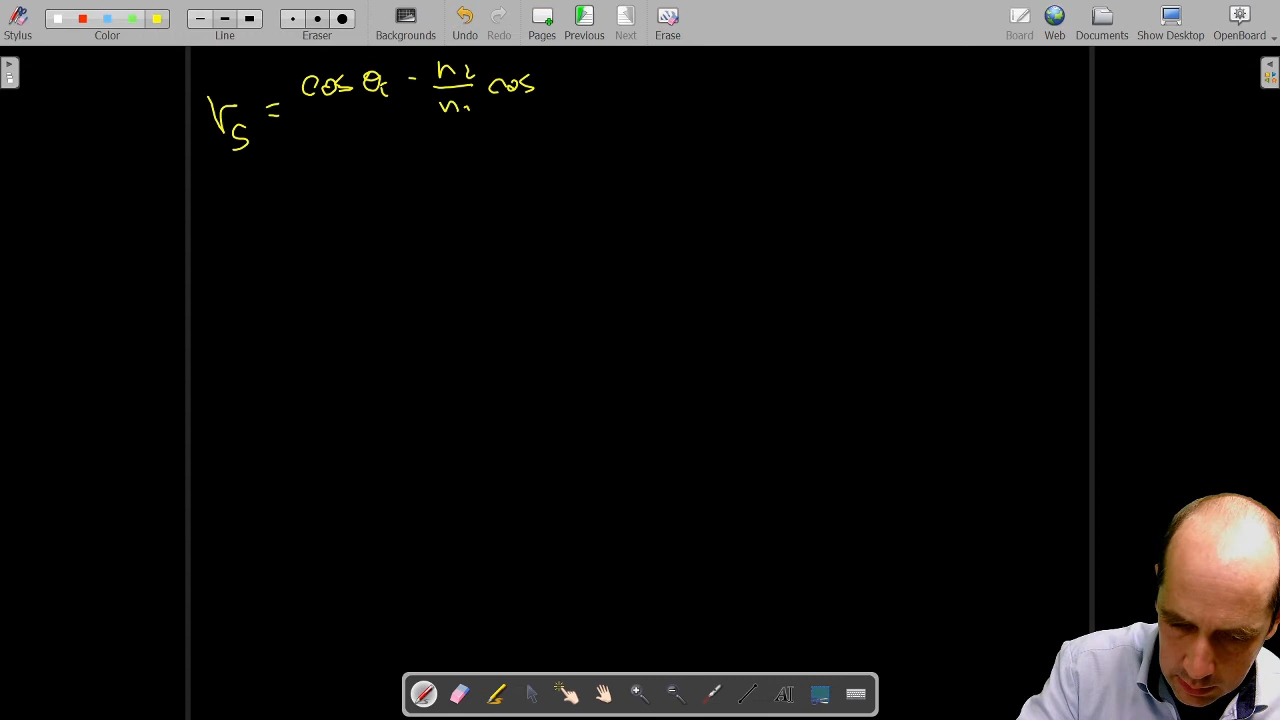 Stylus
Color
Line
Eraser
Backgrounds
Undo
Redo
Pages
Previous
Next
Erase
Board
Web
Documents
Show Desktop
OpenBoard
r_S = cos θ_i - n_2/n_1 cos
AI